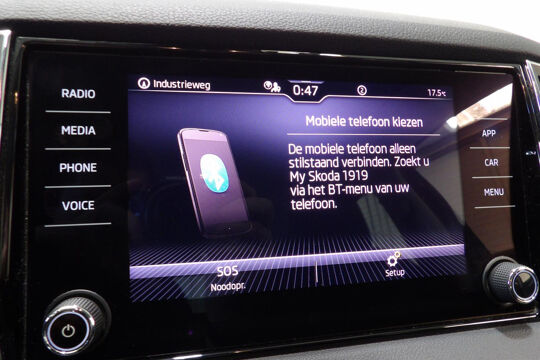 Industrieweg
0:47
2
17.5°C
RADIO
MEDIA
PHONE
VOICE
Mobiele telefoon kiezen
De mobiele telefoon alleen
stilstaand verbinden. Zoekt u
My Skoda 1919
via het BT-menu van uw
telefoon.
APP
CAR
MENU
SOS
Noodopr.
Setup